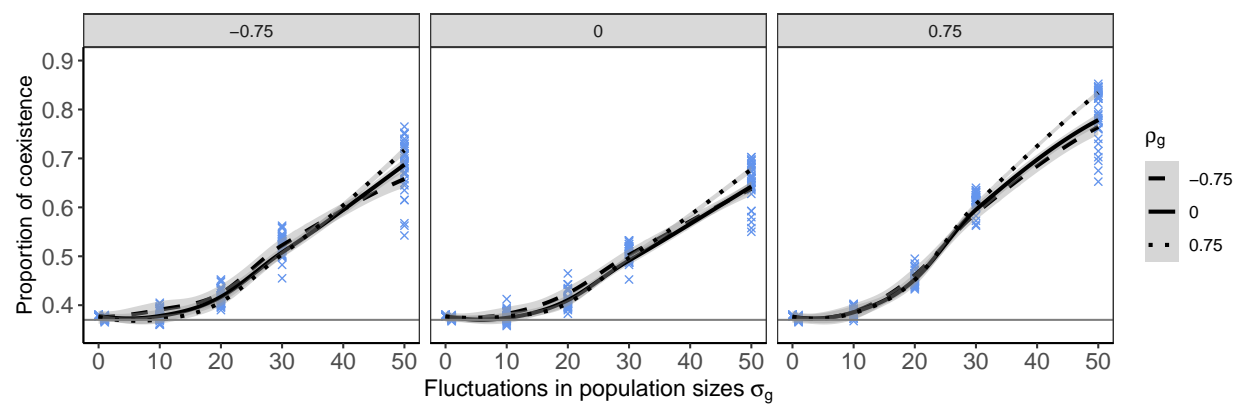 −0.75 0 0.75
Proportion of coexistence
0.9
0.8
0.7
0.6
0.5
0.4
0 10 20 30 40 50 0 10 20 30 40 50 0 10 20 30 40 50
Fluctuations in population sizes σg
ρg
−0.75
0
0.75